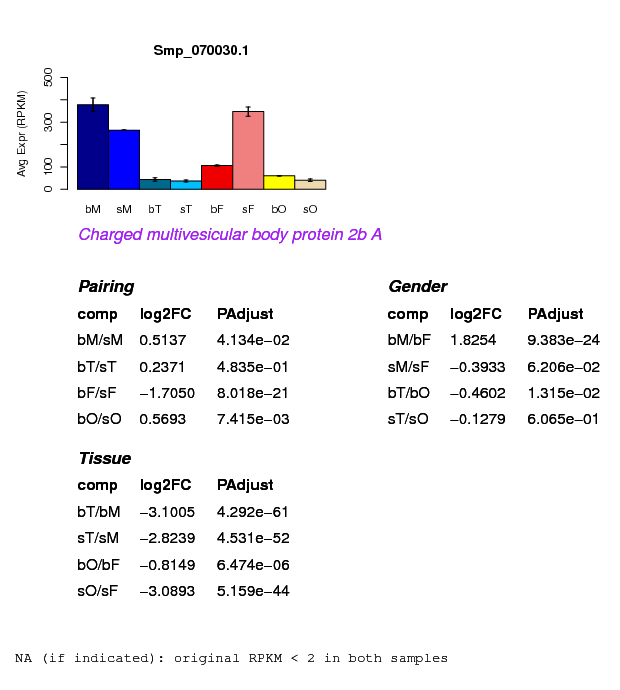 Smp_070030.1
Avg Expr (RPKM)
500
300
100
0
bM sM bT sT bF sF bO sO
Charged multivesicular body protein 2b A
Pairing
comp log2FC PAdjust
bM/sM 0.5137 4.134e−02
bT/sT 0.2371 4.835e−01
bF/sF −1.7050 8.018e−21
bO/sO 0.5693 7.415e−03
Gender
comp log2FC PAdjust
bM/bF 1.8254 9.383e−24
sM/sF −0.3933 6.206e−02
bT/bO −0.4602 1.315e−02
sT/sO −0.1279 6.065e−01
Tissue
comp log2FC PAdjust
bT/bM −3.1005 4.292e−61
sT/sM −2.8239 4.531e−52
bO/bF −0.8149 6.474e−06
sO/sF −3.0893 5.159e−44
NA (if indicated): original RPKM < 2 in both samples